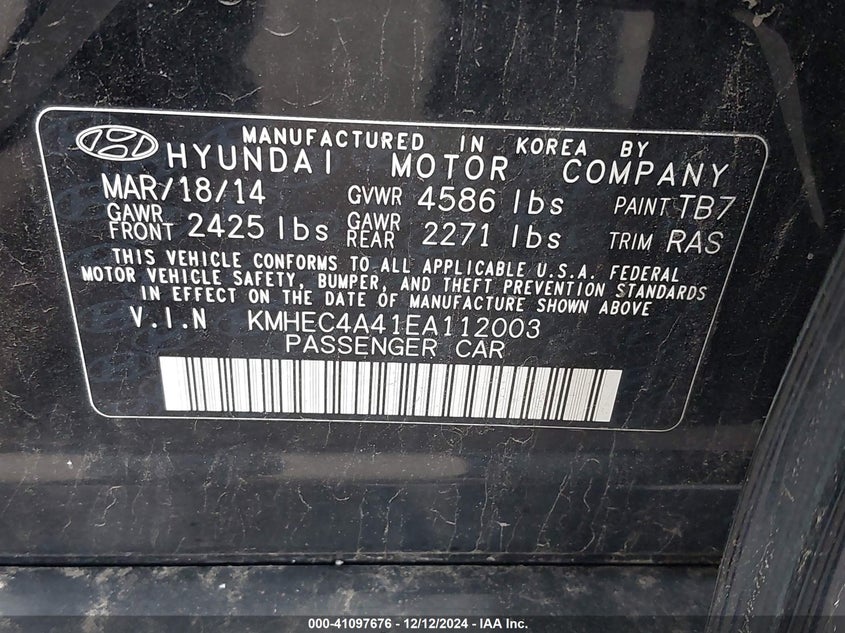 MANUFACTURED IN KOREA BY
HYUNDAI MOTOR COMPANY
MAR/18/14 GVWR 4586 lbs PAINT TB7
GAWR FRONT 2425 lbs GAWR REAR 2271 lbs TRIM RAS
THIS VEHICLE CONFORMS TO ALL APPLICABLE U.S.A. FEDERAL
MOTOR VEHICLE SAFETY, BUMPER, AND THEFT PREVENTION STANDARDS
IN EFFECT ON THE DATE OF MANUFACTURE SHOWN ABOVE
V.I.N KMHEC4A41EA112003
PASSENGER CAR
000-41097676 - 12/12/2024 - IAA Inc.